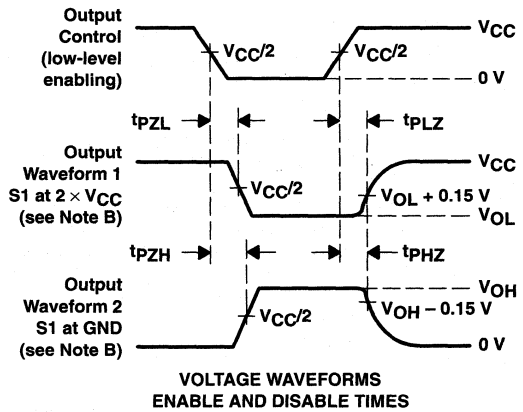 Output
Control
(low-level
enabling)
VCC/2
VCC/2
VCC
0 V
tPZL
tPLZ
Output
Waveform 1
S1 at 2 × VCC
(see Note B)
VCC/2
VCC
VOL + 0.15 V
VOL
tPZH
tPHZ
Output
Waveform 2
S1 at GND
(see Note B)
VCC/2
VOH
VOH − 0.15 V
0 V
VOLTAGE WAVEFORMS
ENABLE AND DISABLE TIMES